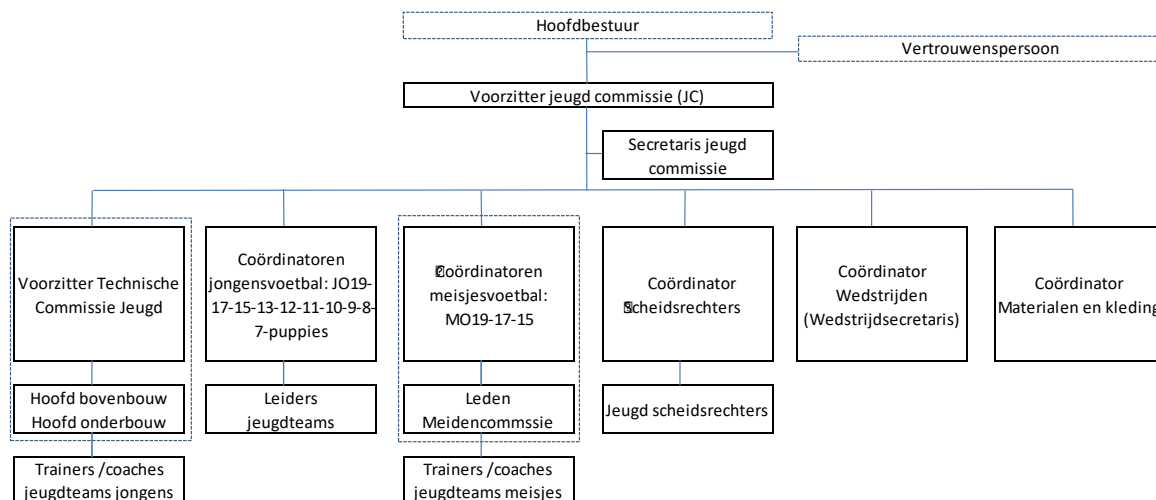 Hoofdbestuur
Vertrouwenspersoon
Voorzitter jeugd commissie (JC)
Secretaris jeugd
commissie
Voorzitter Technische
Commissie Jeugd
Coördinatoren
jongensvoetbal: JO19-
17-15-13-12-11-10-9-8-
7-puppies
Coördinatoren
meisjesvoetbal:
MO19-17-15
Coördinator
Scheidsrechters
Coördinator
Wedstrijden
(Wedstrijdsecretaris)
Coördinator
Materialen en kleding
Hoofd bovenbouw
Hoofd onderbouw
Leiders
jeugdteams
Leden
Meidencommssie
Jeugd scheidsrechters
Trainers /coaches
jeugdteams jongens
Trainers /coaches
jeugdteams meisjes